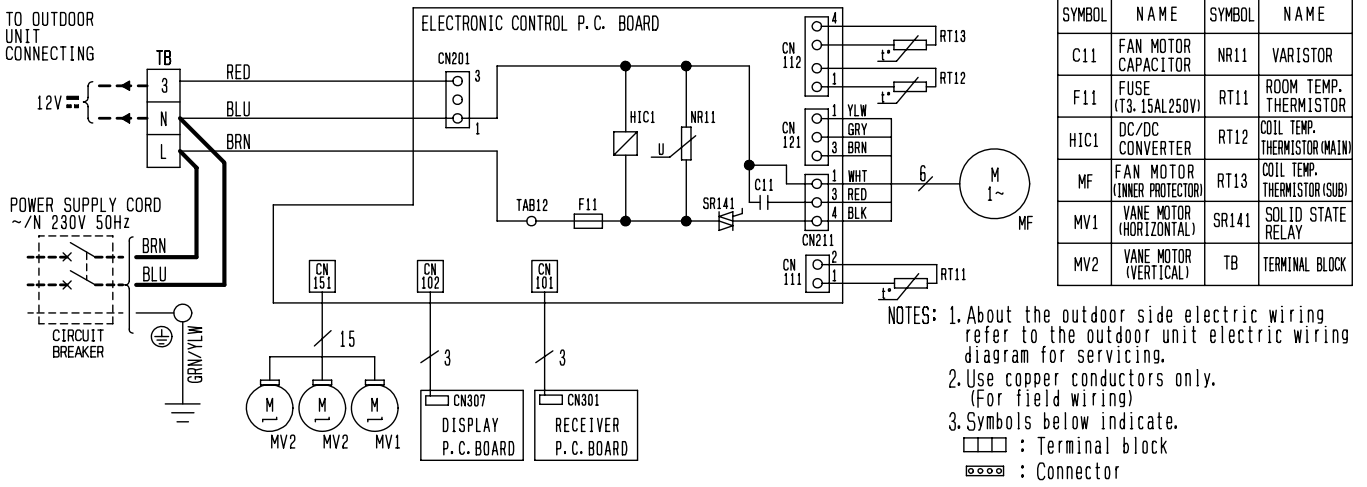 TO OUTDOOR
UNIT
CONNECTING
TB
3
N
L
12V
RED
BLU
BRN
POWER SUPPLY CORD
~/N 230V 50Hz
BRN
BLU
CIRCUIT
BREAKER
GRN/YLW
ELECTRONIC CONTROL P.C. BOARD
CN201
3
1
HIC1
NR11
U
TAB12
F11
SR141
C11
CN
112
4
1
t°
RT13
t°
RT12
CN
121
1 YLW
GRY
3 BRN
1 WHT
3 RED
4 BLK
CN211
6
M
1~
MF
CN
111
2
1
t°
RT11
CN
151
CN
102
CN
101
15
3
3
M
MV2
M
MV2
M
MV1
CN307
DISPLAY
P.C.BOARD
CN301
RECEIVER
P.C.BOARD
SYMBOL NAME SYMBOL NAME
C11 FAN MOTOR CAPACITOR NR11 VARISTOR
F11 FUSE (T3.15AL250V) RT11 ROOM TEMP. THERMISTOR
HIC1 DC/DC CONVERTER RT12 COIL TEMP. THERMISTOR(MAIN)
MF FAN MOTOR (INNER PROTECTOR) RT13 COIL TEMP. THERMISTOR(SUB)
MV1 VANE MOTOR (HORIZONTAL) SR141 SOLID STATE RELAY
MV2 VANE MOTOR (VERTICAL) TB TERMINAL BLOCK
NOTES: 1. About the outdoor side electric wiring
refer to the outdoor unit electric wiring
diagram for servicing.
2. Use copper conductors only.
(For field wiring)
3. Symbols below indicate.
: Terminal block
: Connector